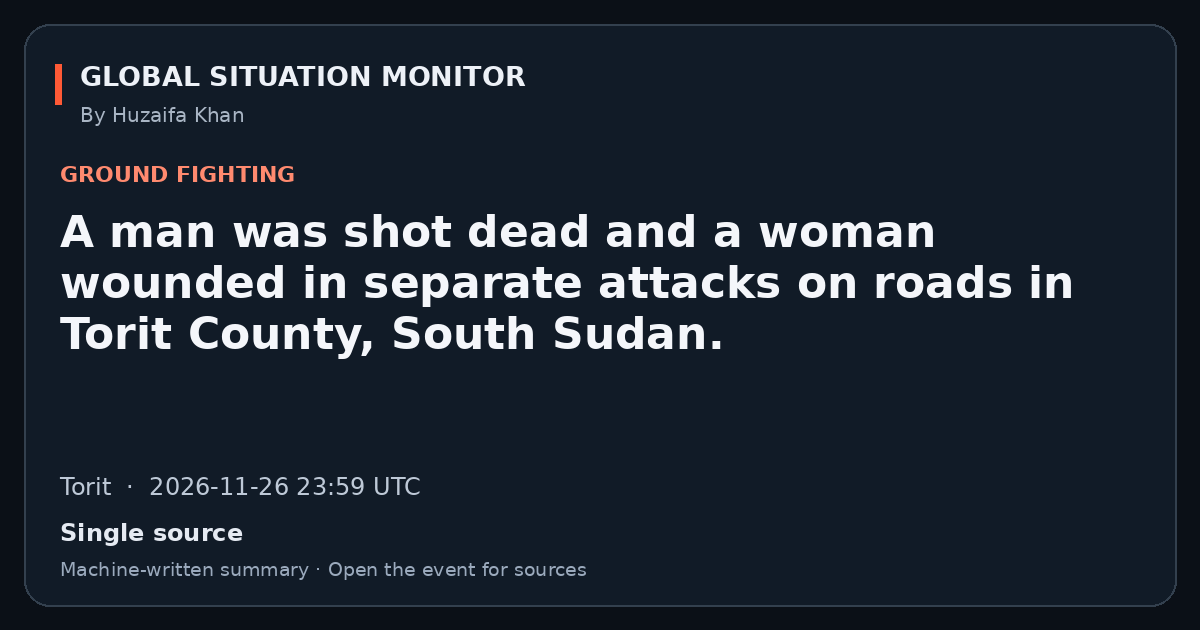 GLOBAL SITUATION MONITOR
By Huzaifa Khan
GROUND FIGHTING
A man was shot dead and a woman
wounded in separate attacks on roads in
Torit County, South Sudan.
Torit · 2026-11-26 23:59 UTC
Single source
Machine-written summary · Open the event for sources